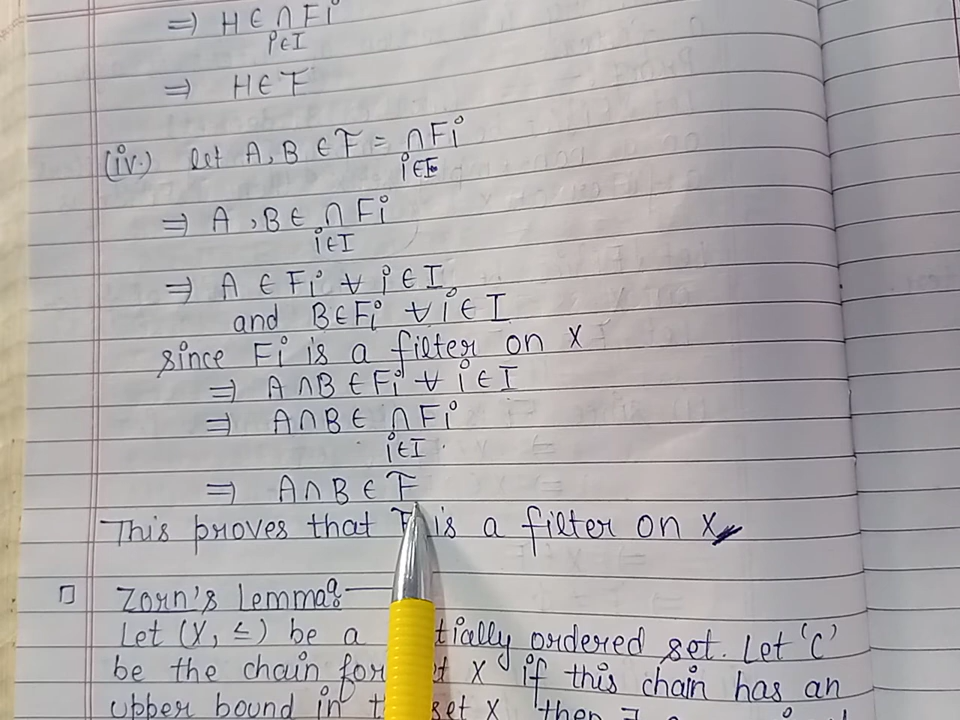 ⇒ H ∈ ∩ Fi
i∈I
⇒ H ∈ F
(iv.) let A, B ∈ F = ∩ Fi
i∈I
⇒ A, B ∈ ∩ Fi
i∈I
⇒ A ∈ Fi ∀ i ∈ I
and B ∈ Fi ∀ i ∈ I
since Fi is a filter on X
⇒ A ∩ B ∈ Fi ∀ i ∈ I
⇒ A ∩ B ∈ ∩ Fi
i∈I
⇒ A ∩ B ∈ F
This proves that F is a filter on X
Zorn's Lemma:-
Let (X, ≤) be a tially ordered set. Let 'C'
be the chain for X if this chain has an
upper bound in set X then ∃